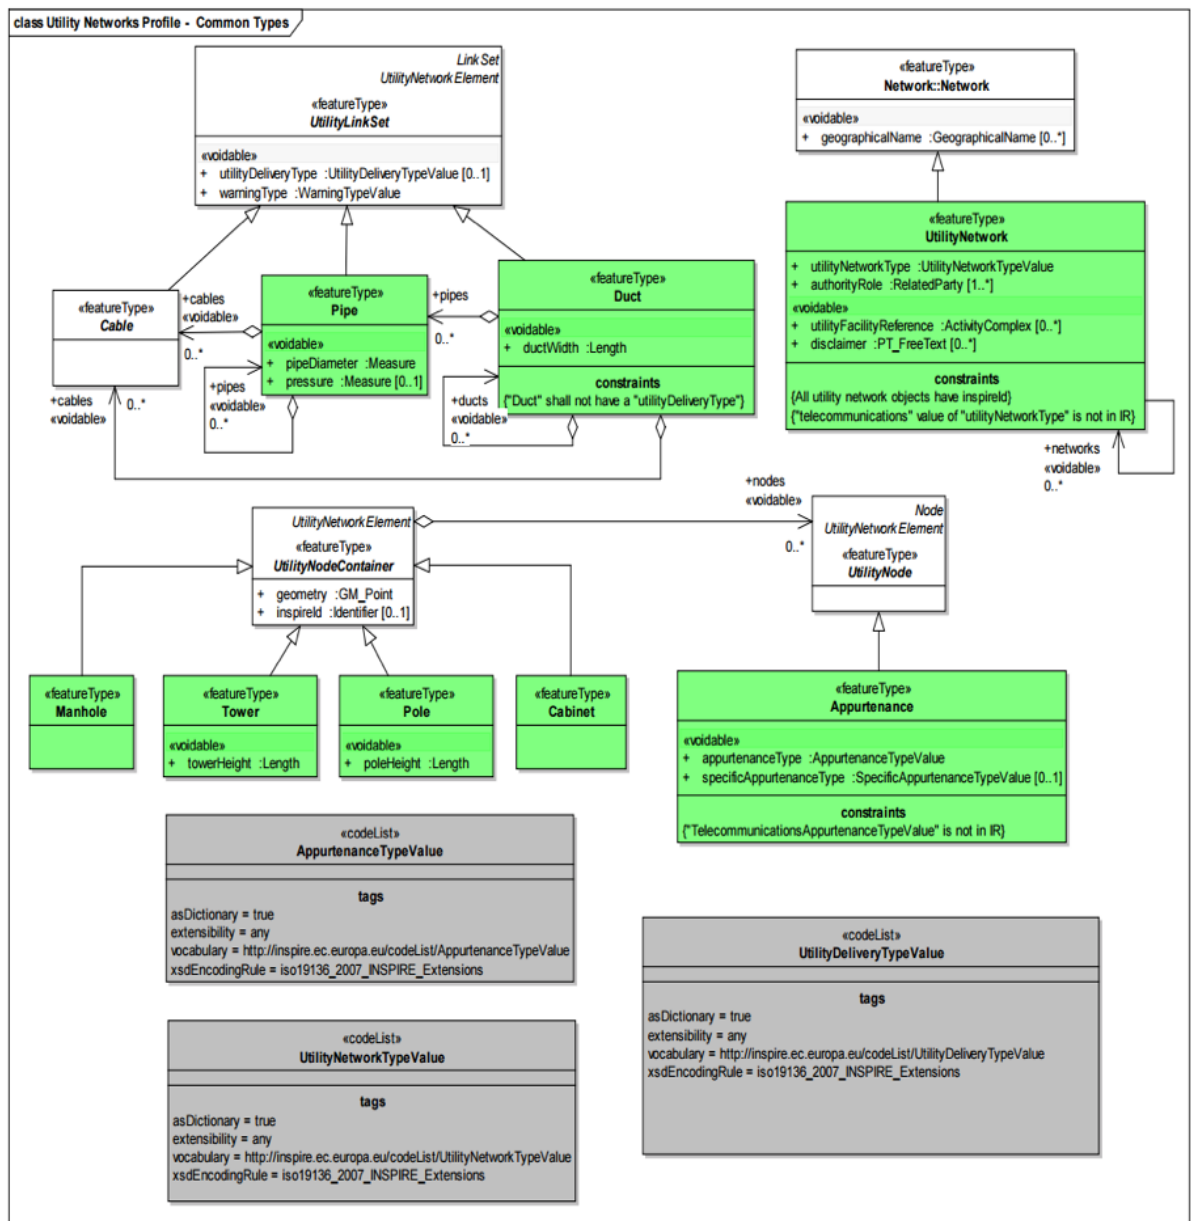 class Utility Networks Profile - Common Types
LinkSet
UtilityNetworkElement
«featureType»
UtilityLinkSet
«voidable»
+ utilityDeliveryType :UtilityDeliveryTypeValue [0..1]
+ warningType :WarningTypeValue
«featureType»
Network::Network
«voidable»
+ geographicalName :GeographicalName [0..*]
«featureType»
UtilityNetwork
+ utilityNetworkType :UtilityNetworkTypeValue
+ authorityRole :RelatedParty [1..*]
«voidable»
+ utilityFacilityReference :ActivityComplex [0..*]
+ disclaimer :PT_FreeText [0..*]
constraints
{All utility network objects have inspireId}
{"telecommunications" value of "utilityNetworkType" is not in IR}
+networks
«voidable»
0..*
«featureType»
Cable
+cables
«voidable»
0..*
«featureType»
Pipe
«voidable»
+ pipeDiameter :Measure
+ pressure :Measure [0..1]
+pipes
0..*
«featureType»
Duct
«voidable»
+ ductWidth :Length
constraints
{"Duct" shall not have a "utilityDeliveryType"}
+cables
«voidable»
0..*
+pipes
«voidable»
0..*
+ducts
«voidable»
0..*
UtilityNetworkElement
«featureType»
UtilityNodeContainer
+ geometry :GM_Point
+ inspireId :Identifier [0..1]
+nodes
«voidable»
0..*
Node
UtilityNetworkElement
«featureType»
UtilityNode
«featureType»
Manhole
«featureType»
Tower
«voidable»
+ towerHeight :Length
«featureType»
Pole
«voidable»
+ poleHeight :Length
«featureType»
Cabinet
«featureType»
Appurtenance
«voidable»
+ appurtenanceType :AppurtenanceTypeValue
+ specificAppurtenanceType :SpecificAppurtenanceTypeValue [0..1]
constraints
{"TelecommunicationsAppurtenanceTypeValue" is not in IR}
«codeList»
AppurtenanceTypeValue
tags
asDictionary = true
extensibility = any
vocabulary = http://inspire.ec.europa.eu/codeList/AppurtenanceTypeValue
xsdEncodingRule = iso19136_2007_INSPIRE_Extensions
«codeList»
UtilityDeliveryTypeValue
tags
asDictionary = true
extensibility = any
vocabulary = http://inspire.ec.europa.eu/codeList/UtilityDeliveryTypeValue
xsdEncodingRule = iso19136_2007_INSPIRE_Extensions
«codeList»
UtilityNetworkTypeValue
tags
asDictionary = true
extensibility = any
vocabulary = http://inspire.ec.europa.eu/codeList/UtilityNetworkTypeValue
xsdEncodingRule = iso19136_2007_INSPIRE_Extensions